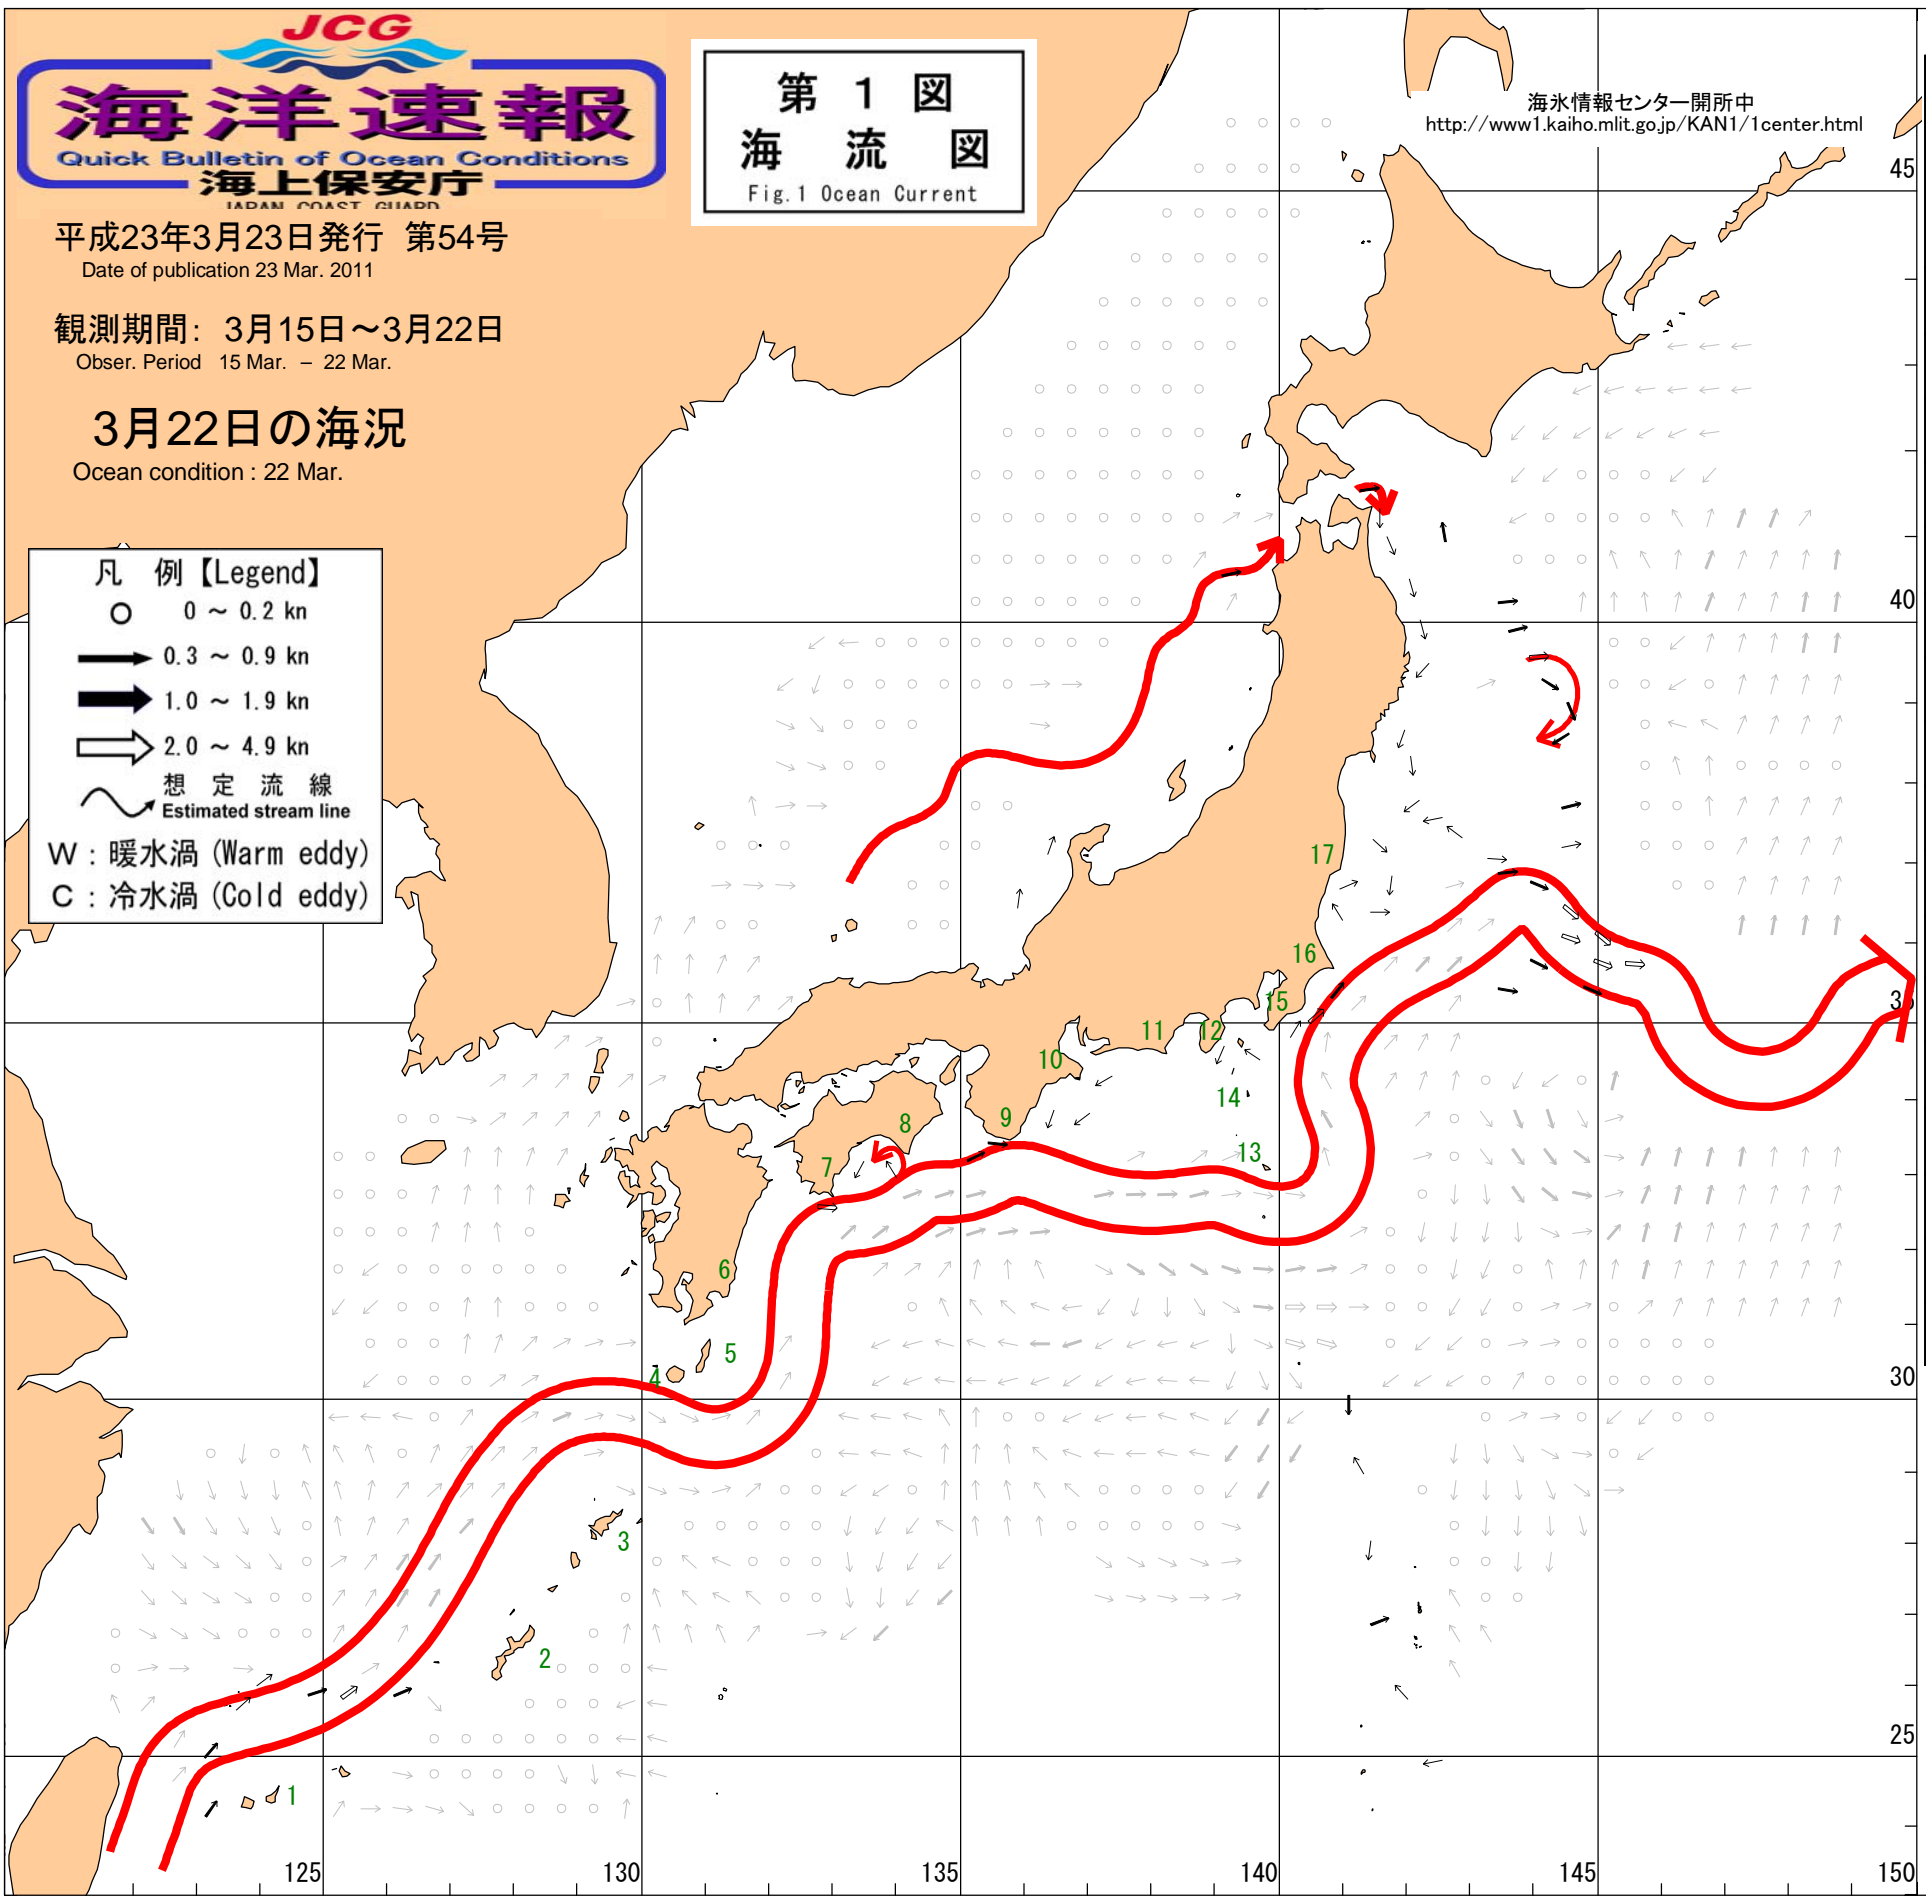 JCG
海洋速報
Quick Bulletin of Ocean Conditions
海上保安庁
JAPAN COAST GUARD
第 1 図
海 流 図
Fig.1 Ocean Current
海氷情報センター開所中
http://www1.kaiho.mlit.go.jp/KAN1/1center.html
平成23年3月23日発行 第54号
Date of publication 23 Mar. 2011
観測期間: 3月15日～3月22日
Obser. Period 15 Mar. – 22 Mar.
3月22日の海況
Ocean condition : 22 Mar.
凡 例【Legend】
0 ～ 0.2 kn
0.3 ～ 0.9 kn
1.0 ～ 1.9 kn
2.0 ～ 4.9 kn
想 定 流 線
Estimated stream line
W : 暖水渦 (Warm eddy)
C : 冷水渦 (Cold eddy)
45
40
17
16
35
15
12
11
10
14
9
8
13
7
6
5
4
30
3
2
25
1
125
130
135
140
145
150